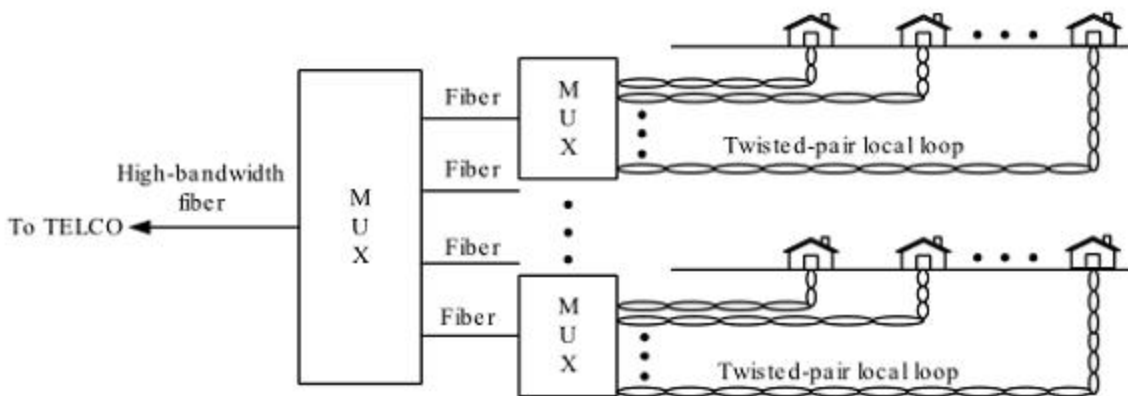 Fiber
M
U
X
Twisted-pair local loop
Fiber
High-bandwidth
fiber
M
U
X
To TELCO
Fiber
Fiber
M
U
X
Twisted-pair local loop